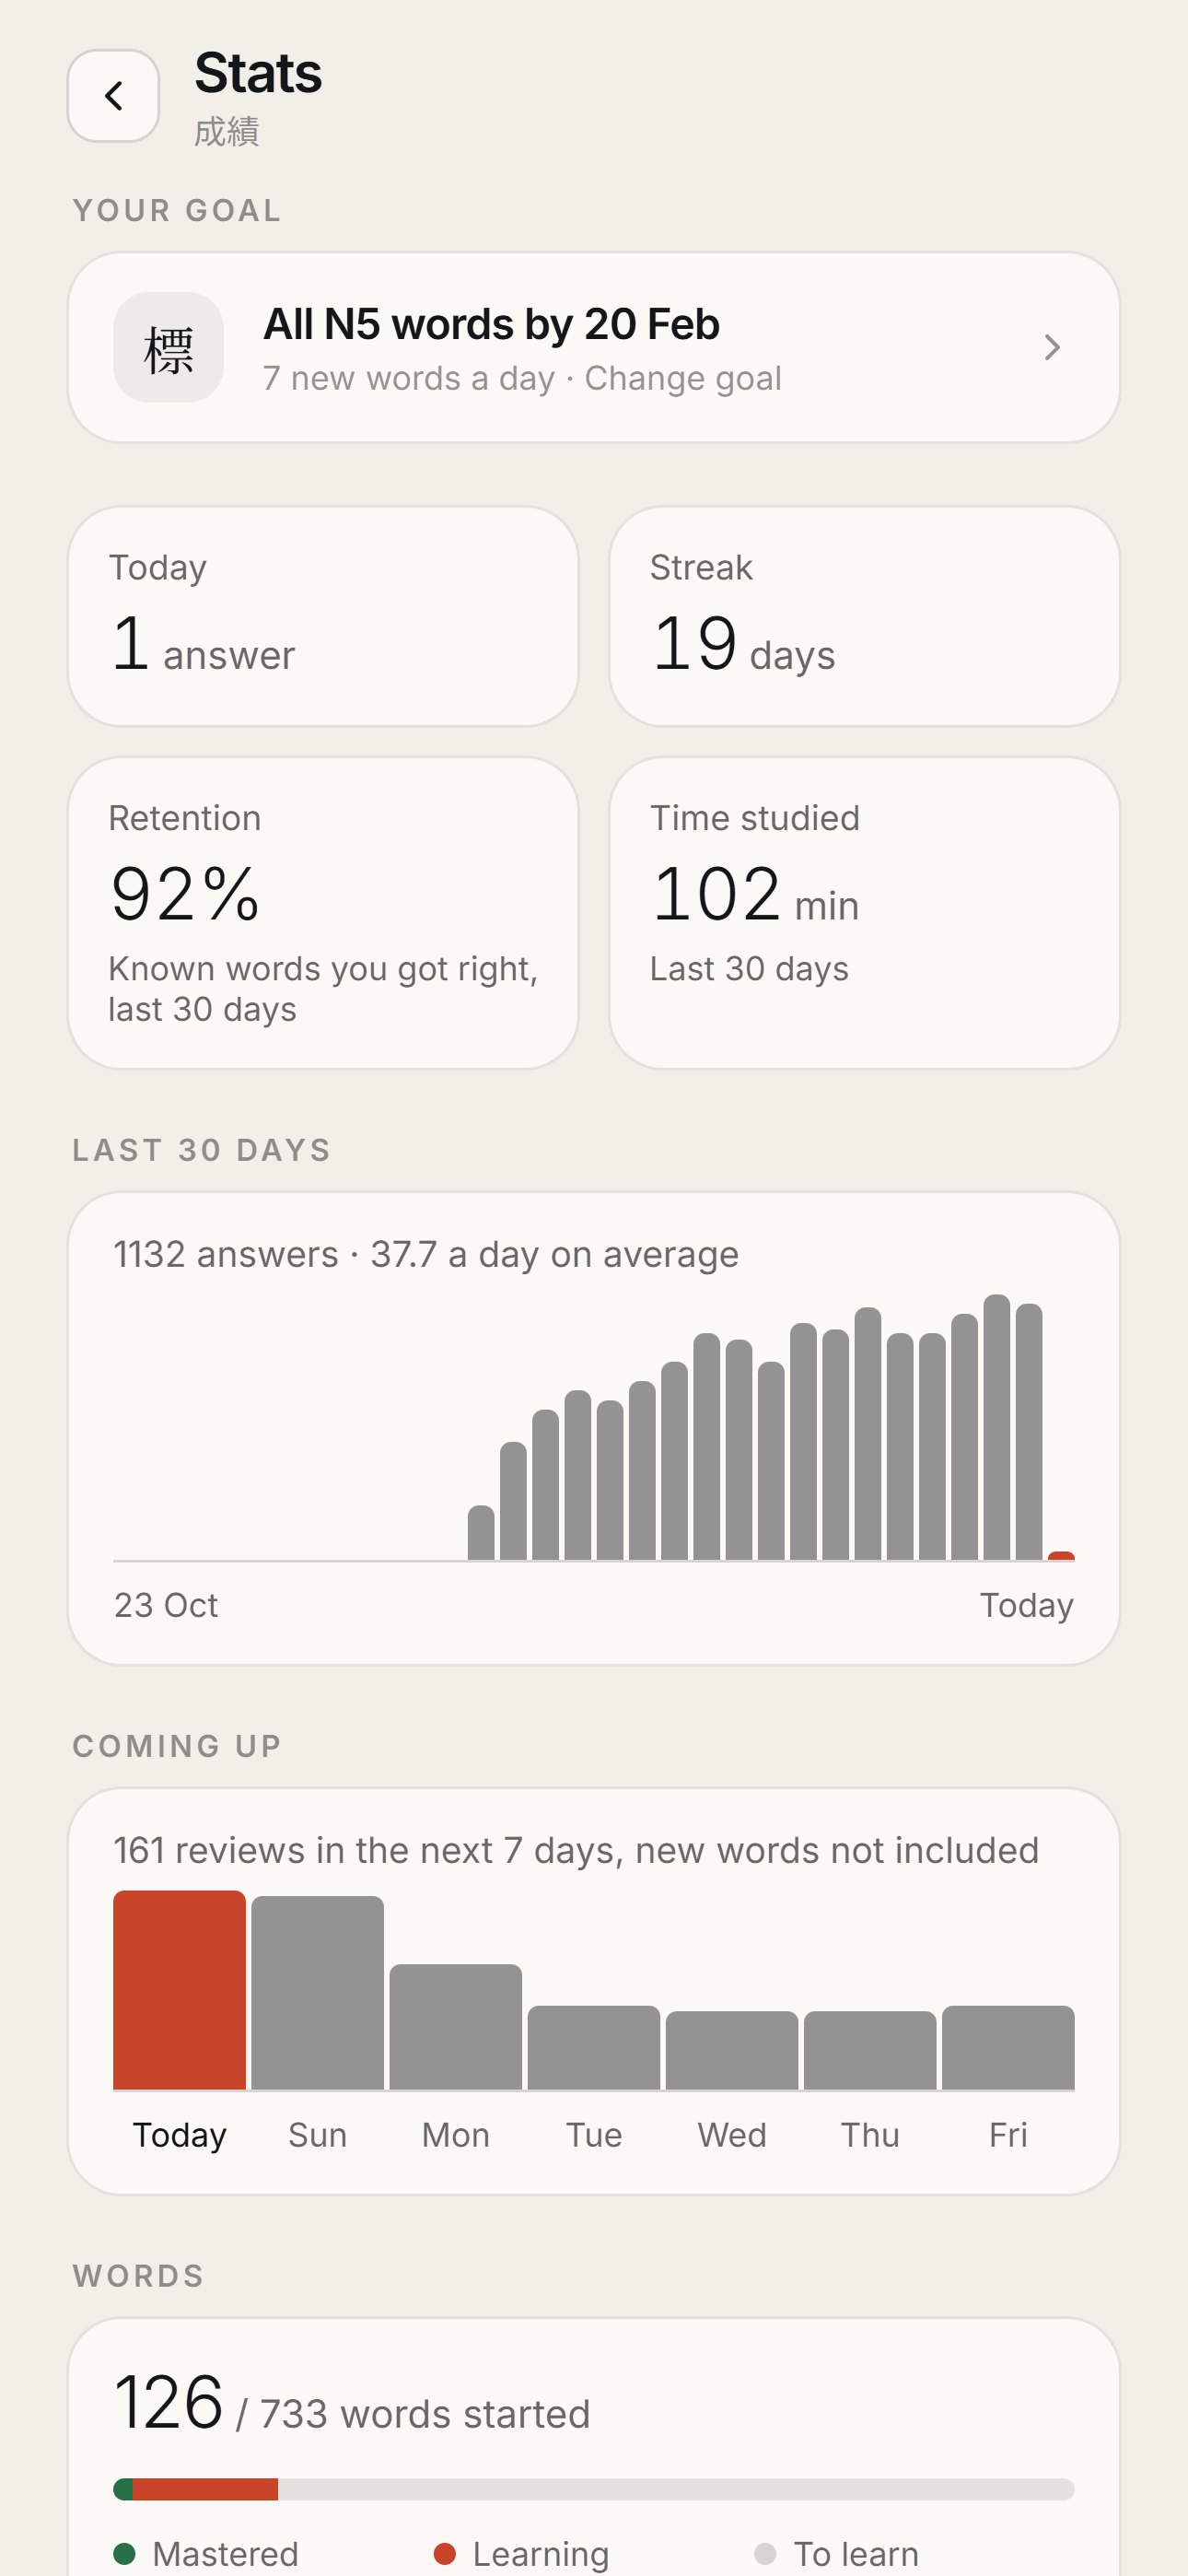 Stats
成績
YOUR GOAL
標
All N5 words by 20 Feb
7 new words a day · Change goal
Today
1 answer
Streak
19 days
Retention
92%
Known words you got right,
last 30 days
Time studied
102 min
Last 30 days
LAST 30 DAYS
1132 answers · 37.7 a day on average
23 Oct
Today
COMING UP
161 reviews in the next 7 days, new words not included
Today
Sun
Mon
Tue
Wed
Thu
Fri
WORDS
126 / 733 words started
Mastered
Learning
To learn